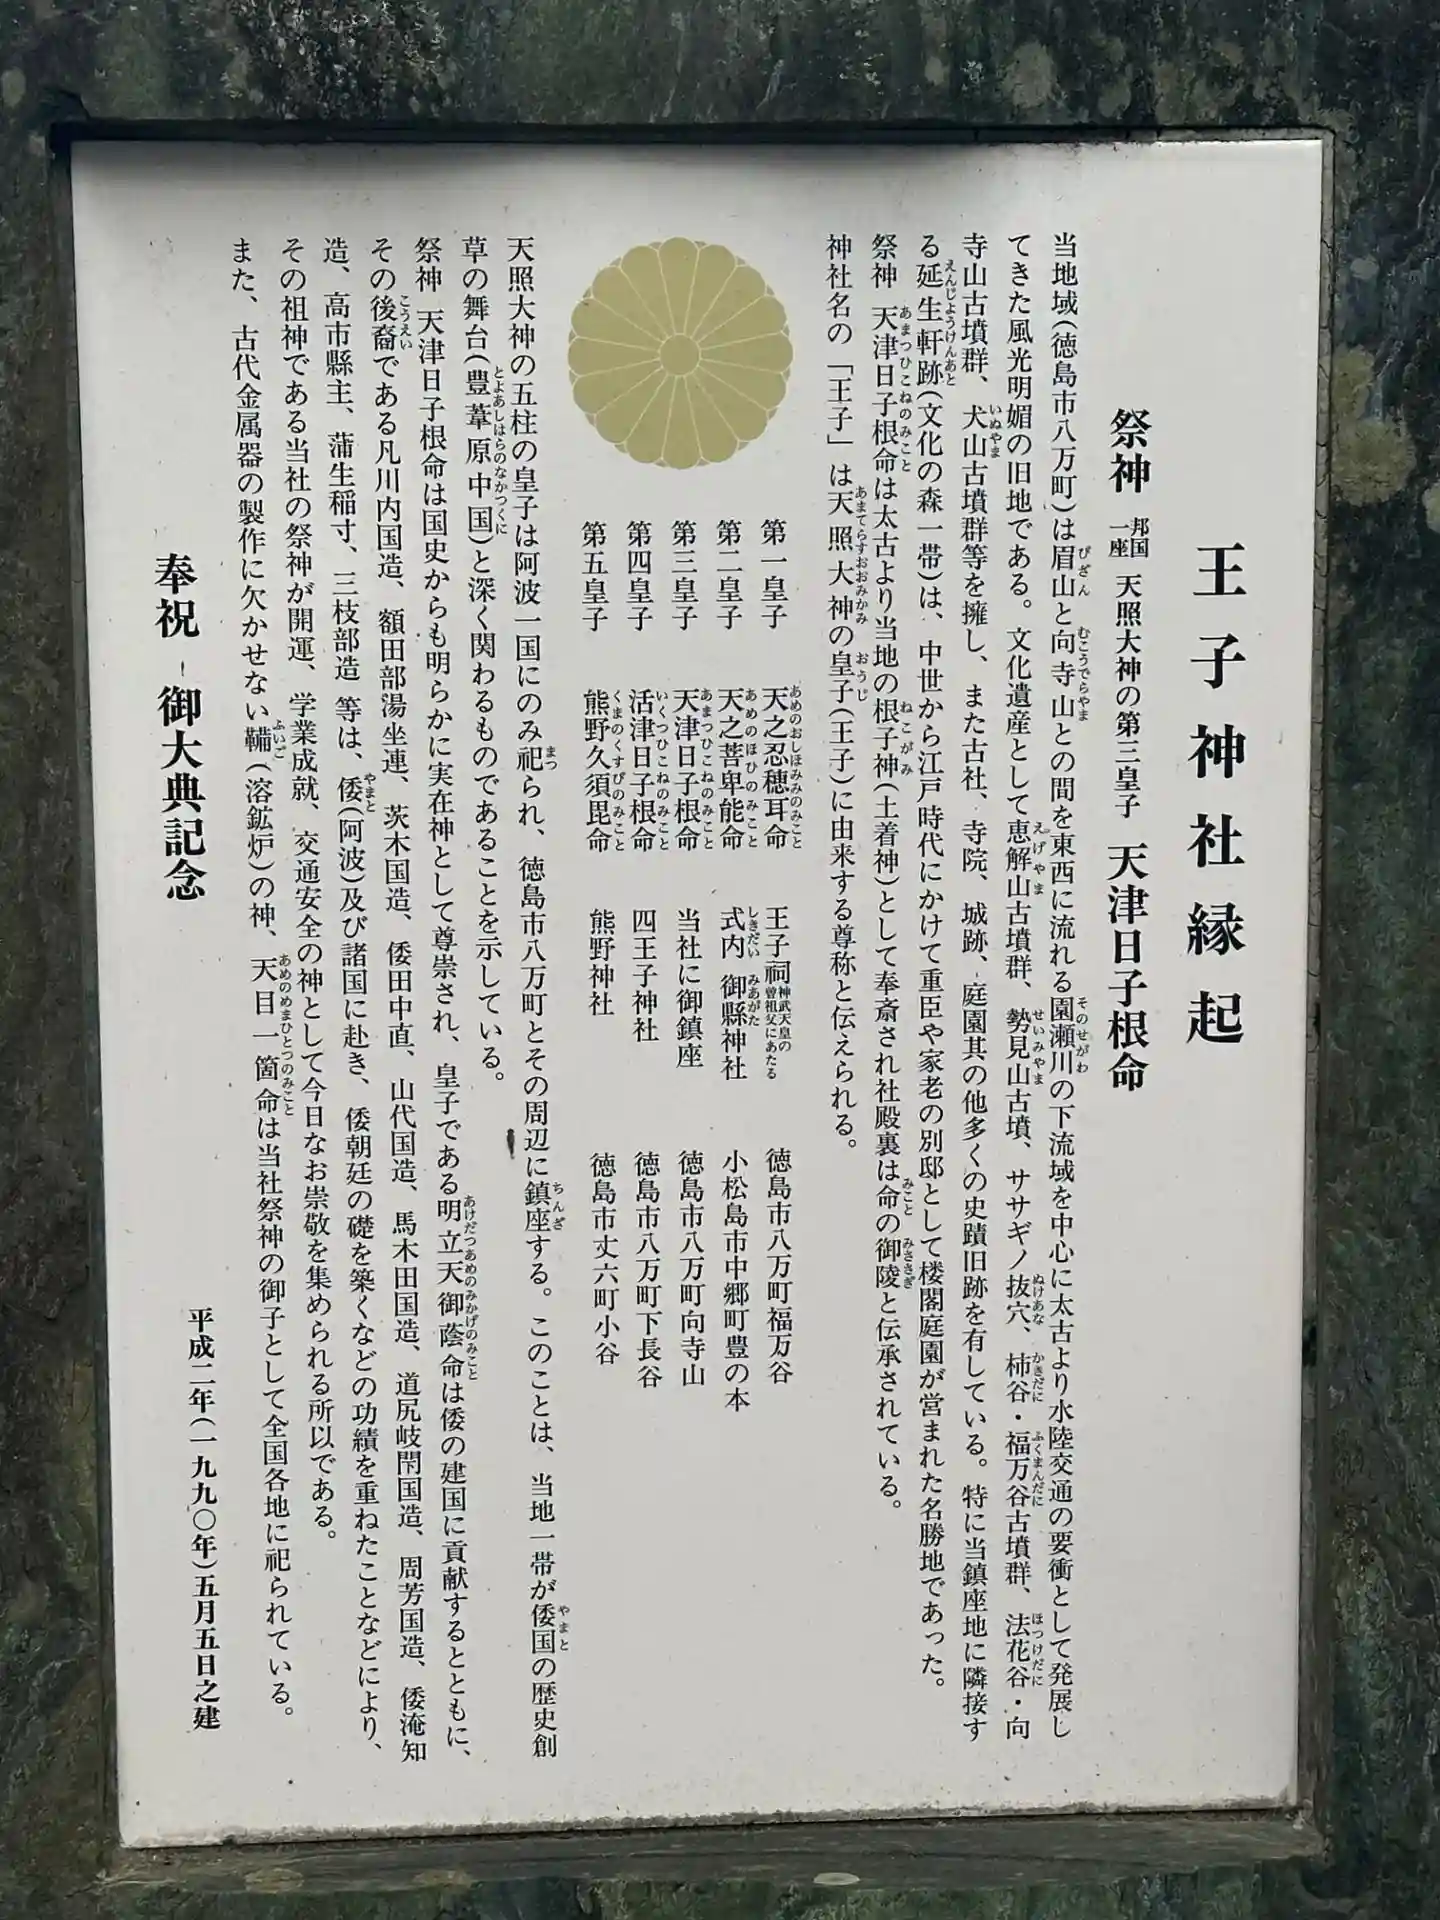 王子神社縁起
祭神 邦国一座 天照大神の第三皇子 天津日子根命
当地域(徳島市八万町)は眉山と向寺山との間を東西に流れる園瀬川の下流域を中心に太古より水陸交通の要衝として発展し
てきた風光明媚の旧地である。文化遺産として恵解山古墳群、勢見山古墳、ササギノ抜穴、柿谷・福万谷古墳群、法花谷・向
寺山古墳群、犬山古墳群等を擁し、また古社、寺院、城跡、庭園其の他多くの史蹟旧跡を有している。特に当鎮座地に隣接す
る延生軒跡(文化の森一帯)は、中世から江戸時代にかけて重臣や家老の別邸として楼閣庭園が営まれた名勝地であった。
祭神 天津日子根命は太古より当地の根子神(土着神)として奉斎され社殿裏は命の御陵と伝承されている。
神社名の「王子」は天照大神の皇子(王子)に由来する尊称と伝えられる。
第一皇子 天之忍穂耳命 王子祠 神武天皇の曽祖父にあたる 徳島市八万町福万谷
第二皇子 天之菩卑能命 式内 御縣神社 小松島市中郷町豊の本
第三皇子 天津日子根命 当社に御鎮座 徳島市八万町向寺山
第四皇子 活津日子根命 四王子神社 徳島市八万町下長谷
第五皇子 熊野久須毘命 熊野神社 徳島市丈六町小谷
天照大神の五柱の皇子は阿波一国にのみ祀られ、徳島市八万町とその周辺に鎮座する。このことは、当地一帯が倭国の歴史創
草の舞台(豊葦原中国)と深く関わるものであることを示している。
祭神 天津日子根命は国史からも明らかに実在神として尊崇され、皇子である明立天御蔭命は倭の建国に貢献するとともに、
その後裔である凡川内国造、額田部湯坐連、茨木国造、倭田中直、山代国造、馬木田国造、道尻岐閇国造、周芳国造、倭淹知
造、高市縣主、蒲生稲寸、三枝部造 等は、倭(阿波)及び諸国に赴き、倭朝廷の礎を築くなどの功績を重ねたことなどにより、
その祖神である当社の祭神が開運、学業成就、交通安全の神として今日なお崇敬を集められる所以である。
また、古代金属器の製作に欠かせない鞴(溶鉱炉)の神、天目一箇命は当社祭神の御子として全国各地に祀られている。
奉祝 - 御大典記念
平成二年(一九九〇年)五月五日之建